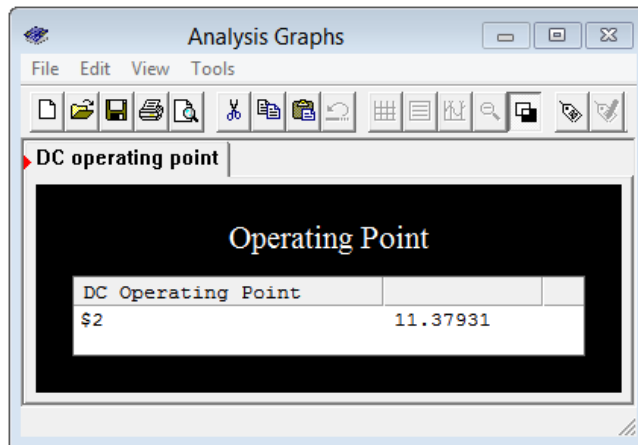 Analysis Graphs
File Edit View Tools
DC operating point
Operating Point
DC Operating Point
$2 11.37931